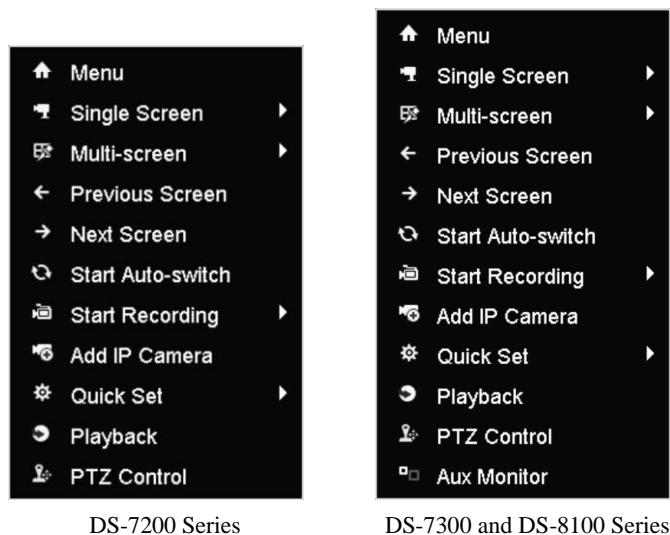 Menu
Single Screen
Multi-screen
Previous Screen
Next Screen
Start Auto-switch
Start Recording
Add IP Camera
Quick Set
Playback
PTZ Control
DS-7200 Series
Menu
Single Screen
Multi-screen
Previous Screen
Next Screen
Start Auto-switch
Start Recording
Add IP Camera
Quick Set
Playback
PTZ Control
Aux Monitor
DS-7300 and DS-8100 Series